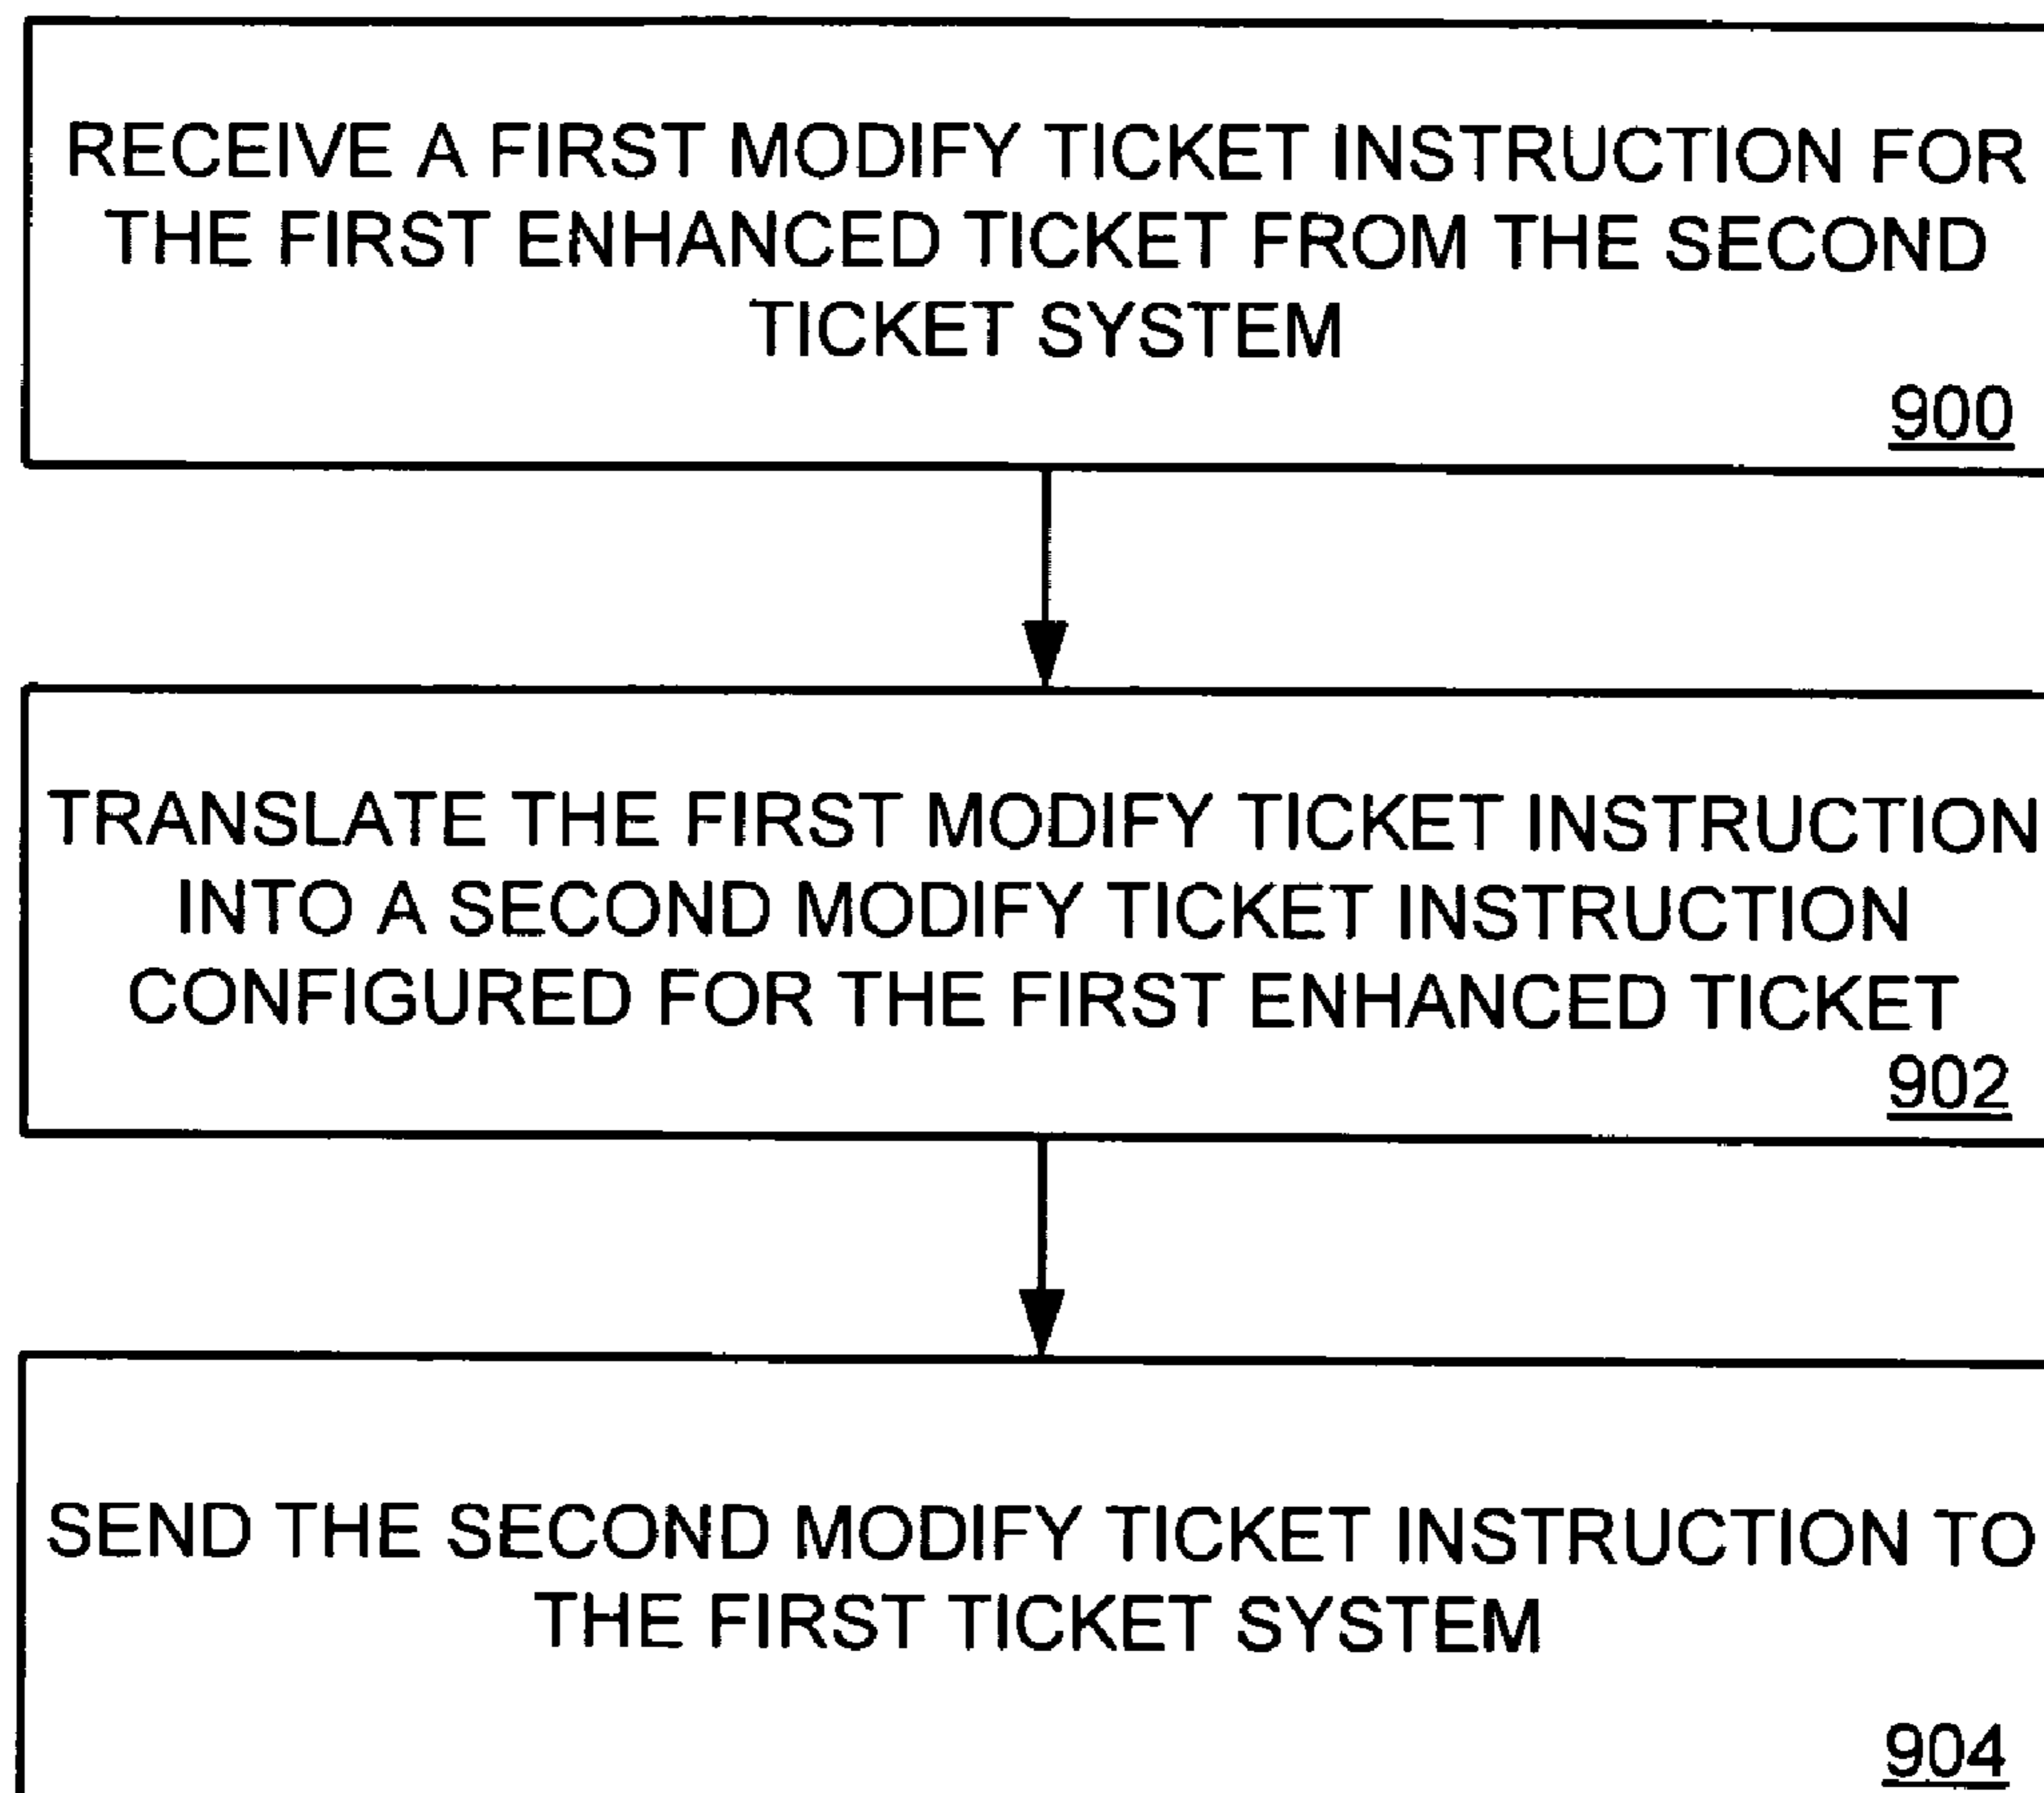 RECEIVE A FIRST MODIFY TICKET INSTRUCTION FOR
THE FIRST ENHANCED TICKET FROM THE SECOND
TICKET SYSTEM
900
TRANSLATE THE FIRST MODIFY TICKET INSTRUCTION
INTO A SECOND MODIFY TICKET INSTRUCTION
CONFIGURED FOR THE FIRST ENHANCED TICKET
902
SEND THE SECOND MODIFY TICKET INSTRUCTION TO
THE FIRST TICKET SYSTEM
904